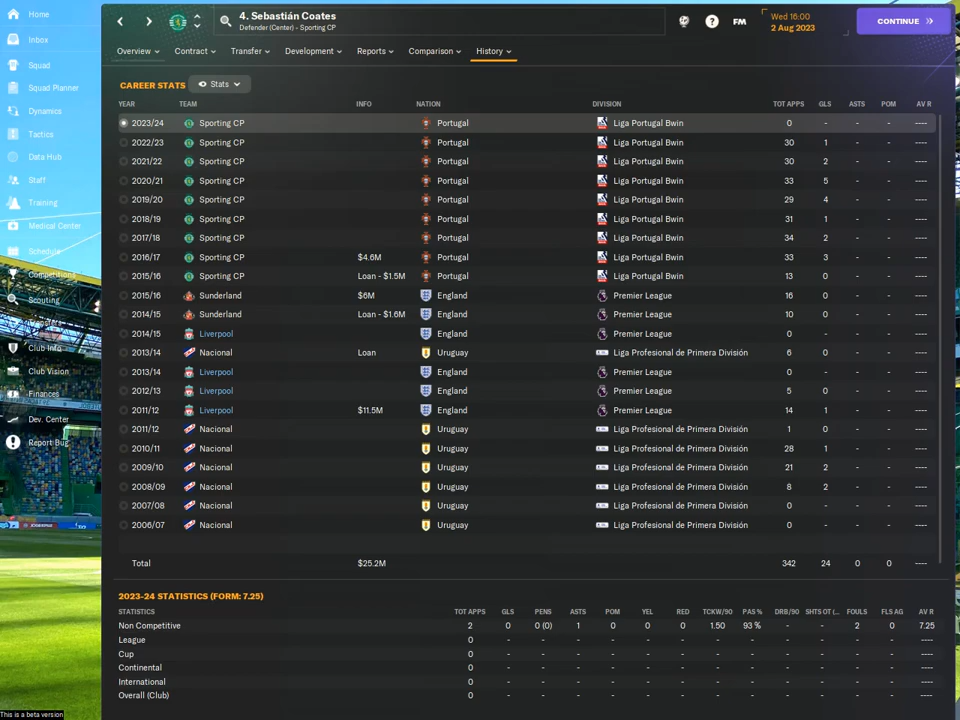 Home
Inbox
Squad
Squad Planner
Dynamics
Tactics
Data Hub
Staff
Training
Medical Center
Schedule
Competitions
Scouting
Club Info
Club Vision
Finances
Dev. Center
Report Bug
This is a beta version
4. Sebastián Coates
Defender (Center) - Sporting CP
? FM
Wed 16:00
2 Aug 2023
CONTINUE
Overview Contract Transfer Development Reports Comparison History
CAREER STATS Stats
YEAR TEAM INFO NATION DIVISION TOT APPS GLS ASTS POM AV R
2023/24 Sporting CP Portugal Liga Portugal Bwin 0 - - - ----
2022/23 Sporting CP Portugal Liga Portugal Bwin 30 1 - - ----
2021/22 Sporting CP Portugal Liga Portugal Bwin 30 2 - - ----
2020/21 Sporting CP Portugal Liga Portugal Bwin 33 5 - - ----
2019/20 Sporting CP Portugal Liga Portugal Bwin 29 4 - - ----
2018/19 Sporting CP Portugal Liga Portugal Bwin 31 1 - - ----
2017/18 Sporting CP Portugal Liga Portugal Bwin 34 2 - - ----
2016/17 Sporting CP $4.6M Portugal Liga Portugal Bwin 33 3 - - ----
2015/16 Sporting CP Loan - $1.5M Portugal Liga Portugal Bwin 13 0 - - ----
2015/16 Sunderland $6M England Premier League 16 0 - - ----
2014/15 Sunderland Loan - $1.6M England Premier League 10 0 - - ----
2014/15 Liverpool England Premier League 0 - - - ----
2013/14 Nacional Loan Uruguay Liga Profesional de Primera División 6 0 - - ----
2013/14 Liverpool England Premier League 0 - - - ----
2012/13 Liverpool England Premier League 5 0 - - ----
2011/12 Liverpool $11.5M England Premier League 14 1 - - ----
2011/12 Nacional Uruguay Liga Profesional de Primera División 1 0 - - ----
2010/11 Nacional Uruguay Liga Profesional de Primera División 28 1 - - ----
2009/10 Nacional Uruguay Liga Profesional de Primera División 21 2 - - ----
2008/09 Nacional Uruguay Liga Profesional de Primera División 8 2 - - ----
2007/08 Nacional Uruguay Liga Profesional de Primera División 0 - - - ----
2006/07 Nacional Uruguay Liga Profesional de Primera División 0 - - - ----
Total $25.2M 342 24 0 0 ----
2023-24 STATISTICS (FORM: 7.25)
STATISTICS TOT APPS GLS PENS ASTS POM YEL RED TCKW/90 PAS % DRB/90 SHTS OT (... FOULS FLS AG AV R
Non Competitive 2 0 0 (0) 1 0 0 0 1.50 93 % - - 2 0 7.25
League 0 - - - - - - - - - - - - ----
Cup 0 - - - - - - - - - - - - ----
Continental 0 - - - - - - - - - - - - ----
International 0 - - - - - - - - - - - - ----
Overall (Club) 0 - - - - - - - - - - - - ----